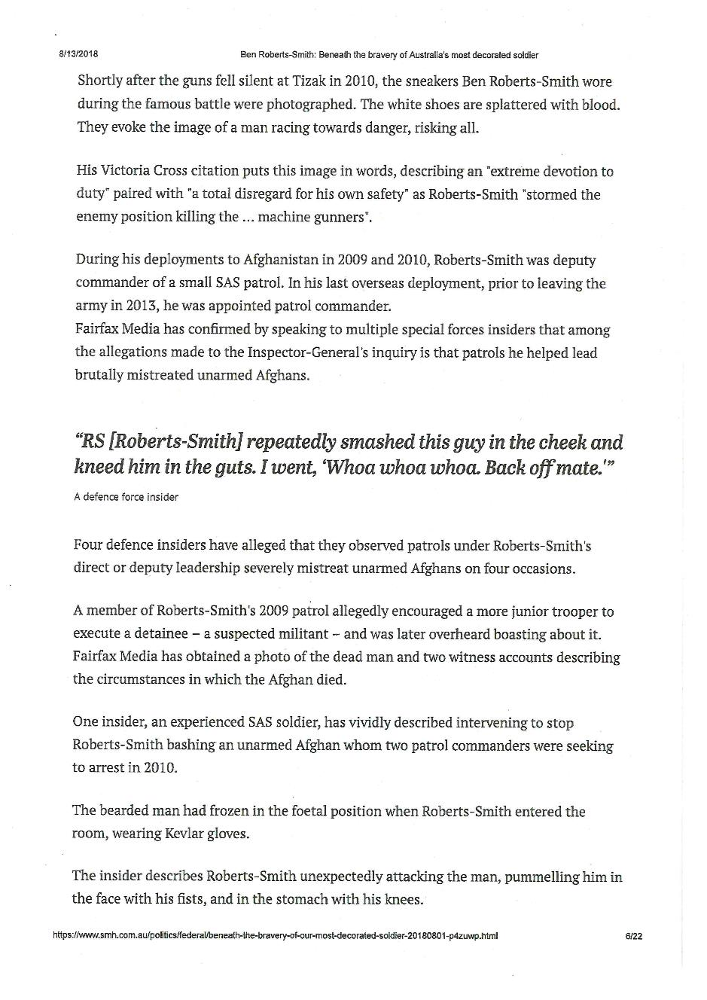 8/13/2018 Ben Roberts-Smith: Beneath the bravery of Australia's most decorated soldier
Shortly after the guns fell silent at Tizak in 2010, the sneakers Ben Roberts-Smith wore
during the famous battle were photographed. The white shoes are splattered with blood.
They evoke the image of a man racing towards danger, risking all.
His Victoria Cross citation puts this image in words, describing an "extreme devotion to
duty" paired with "a total disregard for his own safety" as Roberts-Smith "stormed the
enemy position killing the ... machine gunners".
During his deployments to Afghanistan in 2009 and 2010, Roberts-Smith was deputy
commander of a small SAS patrol. In his last overseas deployment, prior to leaving the
army in 2013, he was appointed patrol commander.
Fairfax Media has confirmed by speaking to multiple special forces insiders that among
the allegations made to the Inspector-General's inquiry is that patrols he helped lead
brutally mistreated unarmed Afghans.
“RS [Roberts-Smith] repeatedly smashed this guy in the cheek and
kneed him in the guts. I went, ‘Whoa whoa whoa. Back off mate.'”
A defence force insider
Four defence insiders have alleged that they observed patrols under Roberts-Smith's
direct or deputy leadership severely mistreat unarmed Afghans on four occasions.
A member of Roberts-Smith's 2009 patrol allegedly encouraged a more junior trooper to
execute a detainee – a suspected militant – and was later overheard boasting about it.
Fairfax Media has obtained a photo of the dead man and two witness accounts describing
the circumstances in which the Afghan died.
One insider, an experienced SAS soldier, has vividly described intervening to stop
Roberts-Smith bashing an unarmed Afghan whom two patrol commanders were seeking
to arrest in 2010.
The bearded man had frozen in the foetal position when Roberts-Smith entered the
room, wearing Kevlar gloves.
The insider describes Roberts-Smith unexpectedly attacking the man, pummelling him in
the face with his fists, and in the stomach with his knees.
https://www.smh.com.au/politics/federal/beneath-the-bravery-of-our-most-decorated-soldier-20180801-p4zuwp.html 6/22